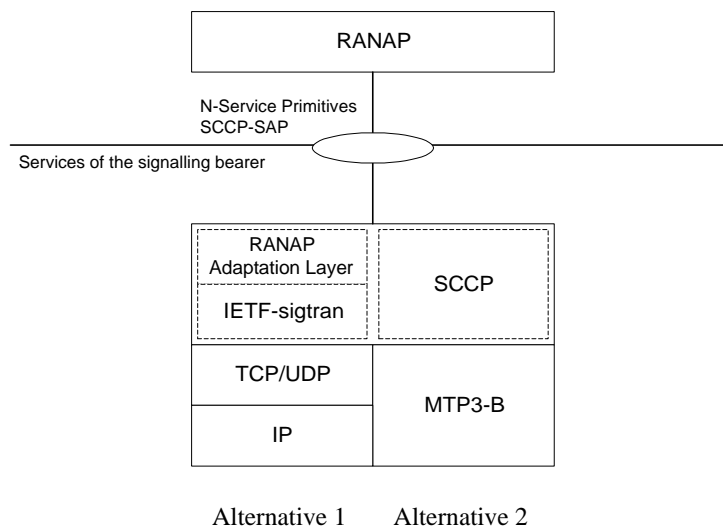 RANAP
N-Service Primitives
SCCP-SAP
Services of the signalling bearer
RANAP
Adaptation Layer
SCCP
IETF-sigtran
TCP/UDP
MTP3-B
IP
Alternative 1
Alternative 2